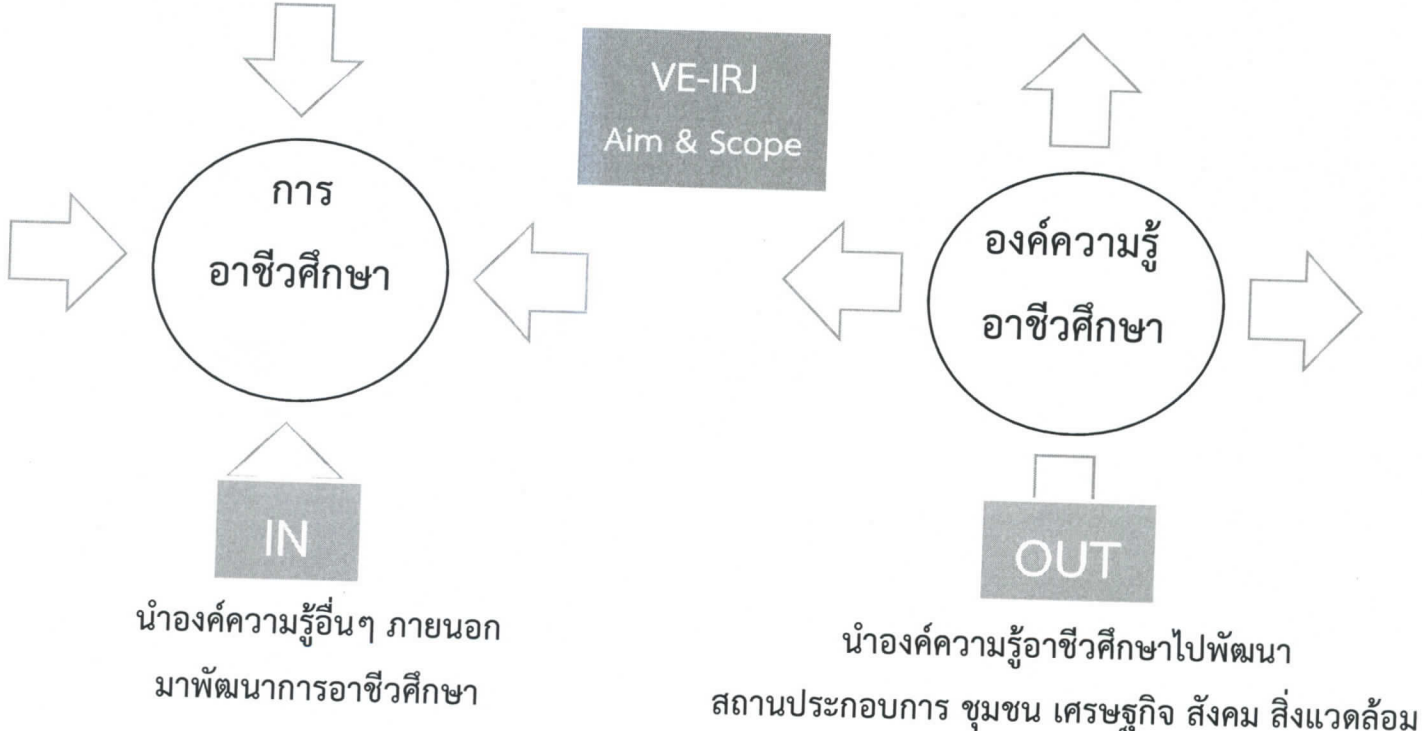 VE-IRJ
Aim & Scope
การ
อาชีวศึกษา
องค์ความรู้
อาชีวศึกษา
IN
นำองค์ความรู้อื่นๆ ภายนอก
มาพัฒนาการอาชีวศึกษา
OUT
นำองค์ความรู้อาชีวศึกษาไปพัฒนา
สถานประกอบการ ชุมชน เศรษฐกิจ สังคม สิ่งแวดล้อม